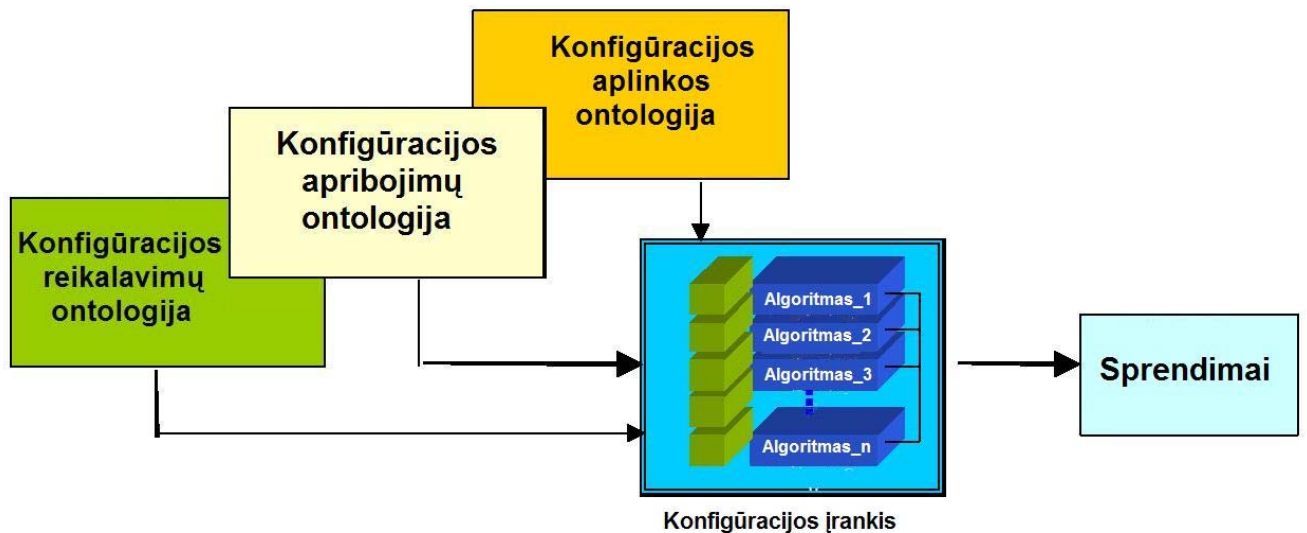 Konfigūracijos
aplinkos
ontologija
Konfigūracijos
apribojimų
ontologija
Konfigūracijos
reikalavimų
ontologija
Algoritmas_1
Algoritmas_2
Algoritmas_3
Algoritmas_n
Sprendimai
Konfigūracijos įrankis